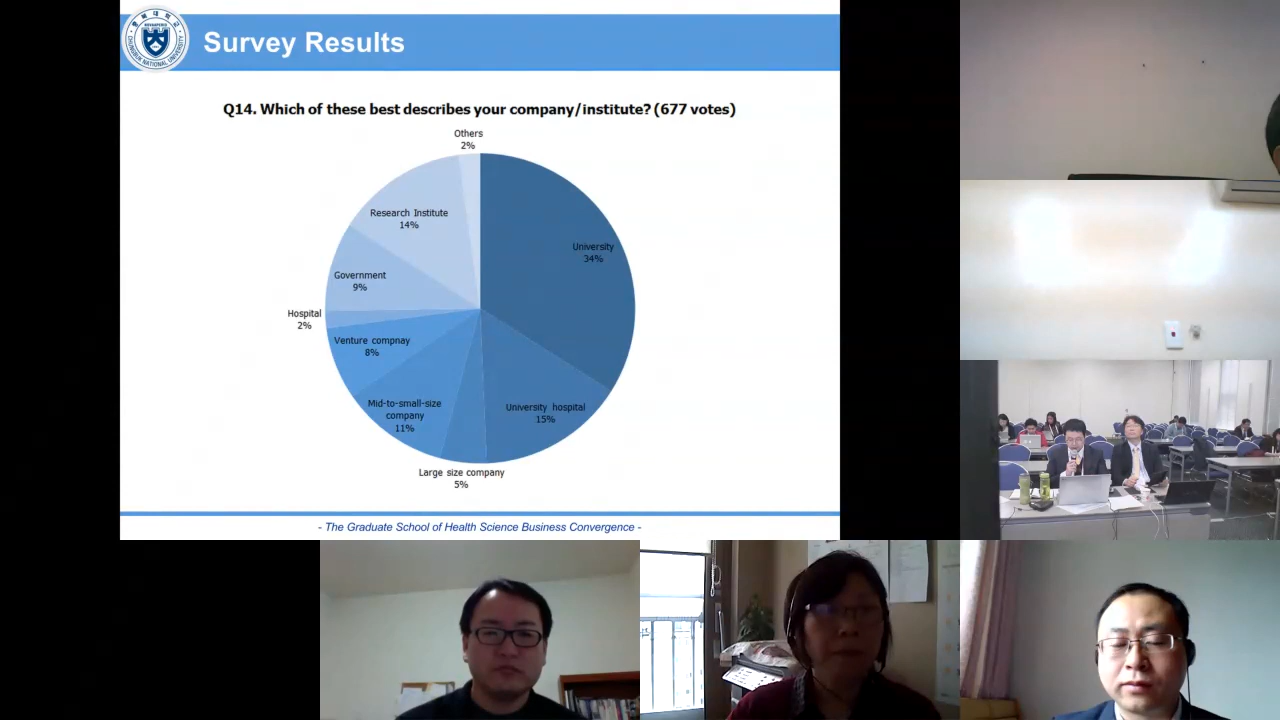 Survey Results
Q14. Which of these best describes your company/institute? (677 votes)
Others
2%
Research Institute
14%
University
34%
Government
9%
Hospital
2%
Venture compnay
8%
Mid-to-small-size
company
11%
University hospital
15%
Large size company
5%
- The Graduate School of Health Science Business Convergence -